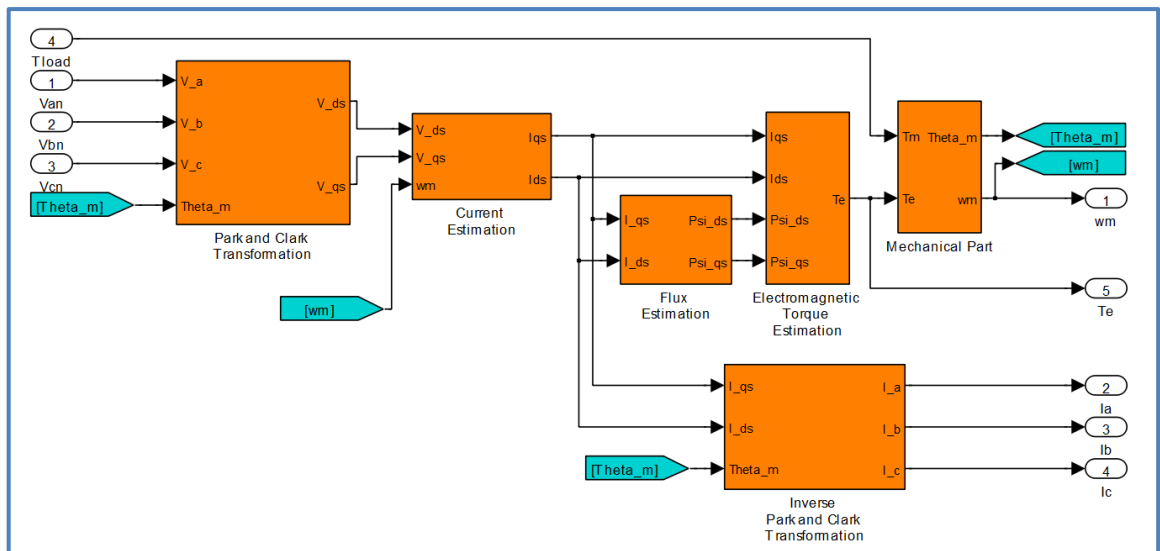 4
Tload
1
Van
2
Vbn
3
Vcn
[Theta_m]
V_a
V_b
V_c
Theta_m
V_ds
V_qs
Park and Clark
Transformation
[wm]
V_ds
V_qs
wm
Iqs
Ids
Current
Estimation
I_qs
I_ds
Psi_ds
Psi_qs
Flux
Estimation
Iqs
Ids
Psi_ds
Psi_qs
Te
Electromagnetic
Torque
Estimation
Tm
Te
Theta_m
wm
Mechanical Part
[Theta_m]
[wm]
1
wm
5
Te
[Theta_m]
I_qs
I_ds
Theta_m
I_a
I_b
I_c
Inverse
Park and Clark
Transformation
2
Ia
3
Ib
4
Ic